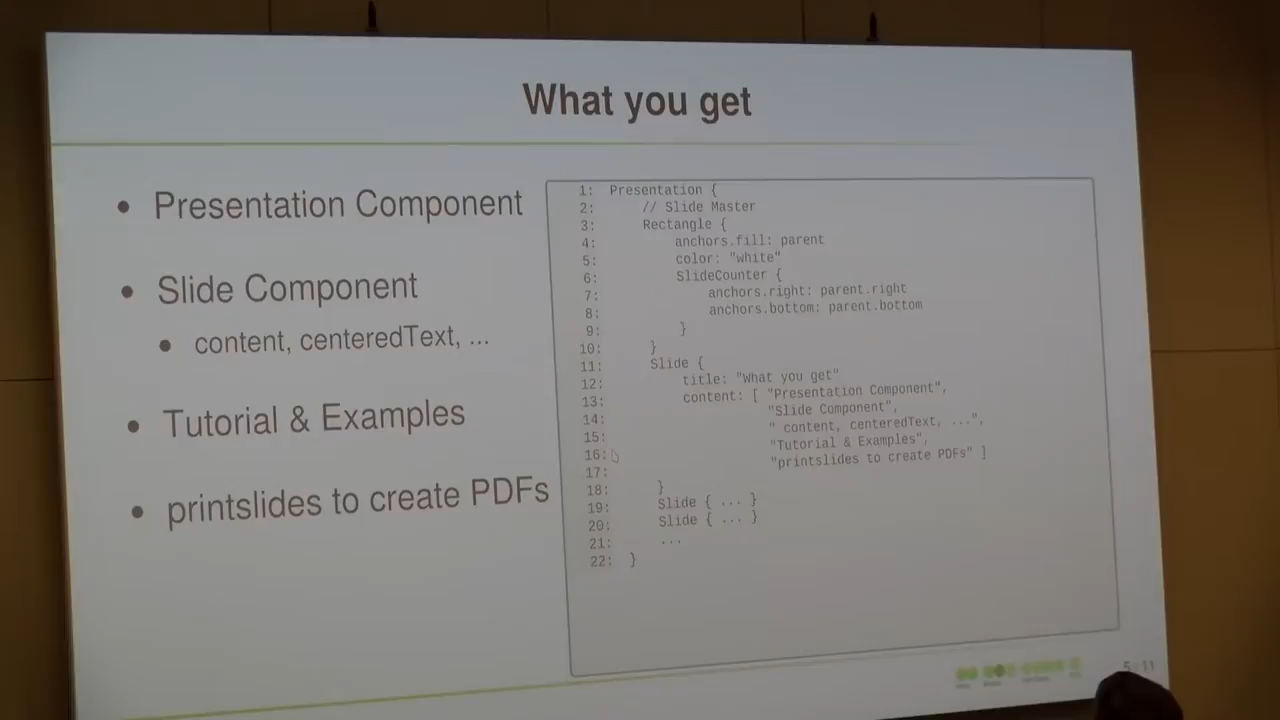 What you get
• Presentation Component
• Slide Component
• content, centeredText, ...
• Tutorial & Examples
• printslides to create PDFs
1: Presentation {
2: // Slide Master
3: Rectangle {
4: anchors.fill: parent
5: color: "white"
6: SlideCounter {
7: anchors.right: parent.right
8: anchors.bottom: parent.bottom
9: }
10: }
11: Slide {
12: title: "What you get"
13: content: [ "Presentation Component",
14: "Slide Component",
15: " content, centeredText, ...",
16: "Tutorial & Examples",
17: "printslides to create PDFs" ]
18: }
19: Slide { ... }
20: Slide { ... }
21: ...
22: }
5 / 11